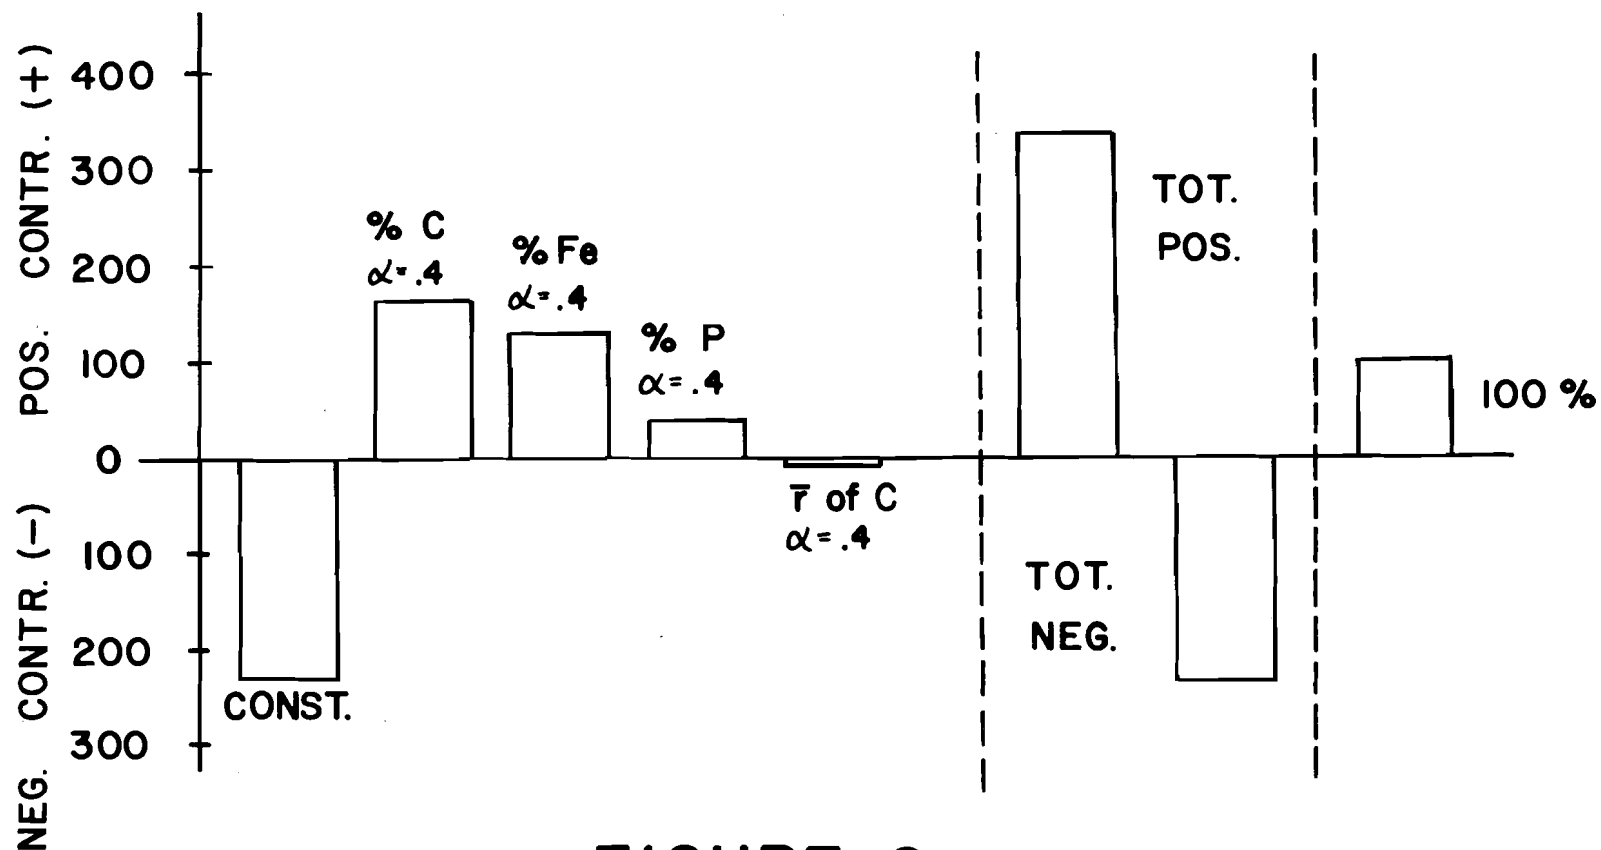 POS. CONTR. (+)
NEG. CONTR. (—)
400
300
200
100
0
100
200
300
% C
α = .4
% Fe
α = .4
% P
α = .4
r̅ of C
α = .4
CONST.
TOT.
POS.
TOT.
NEG.
100 %